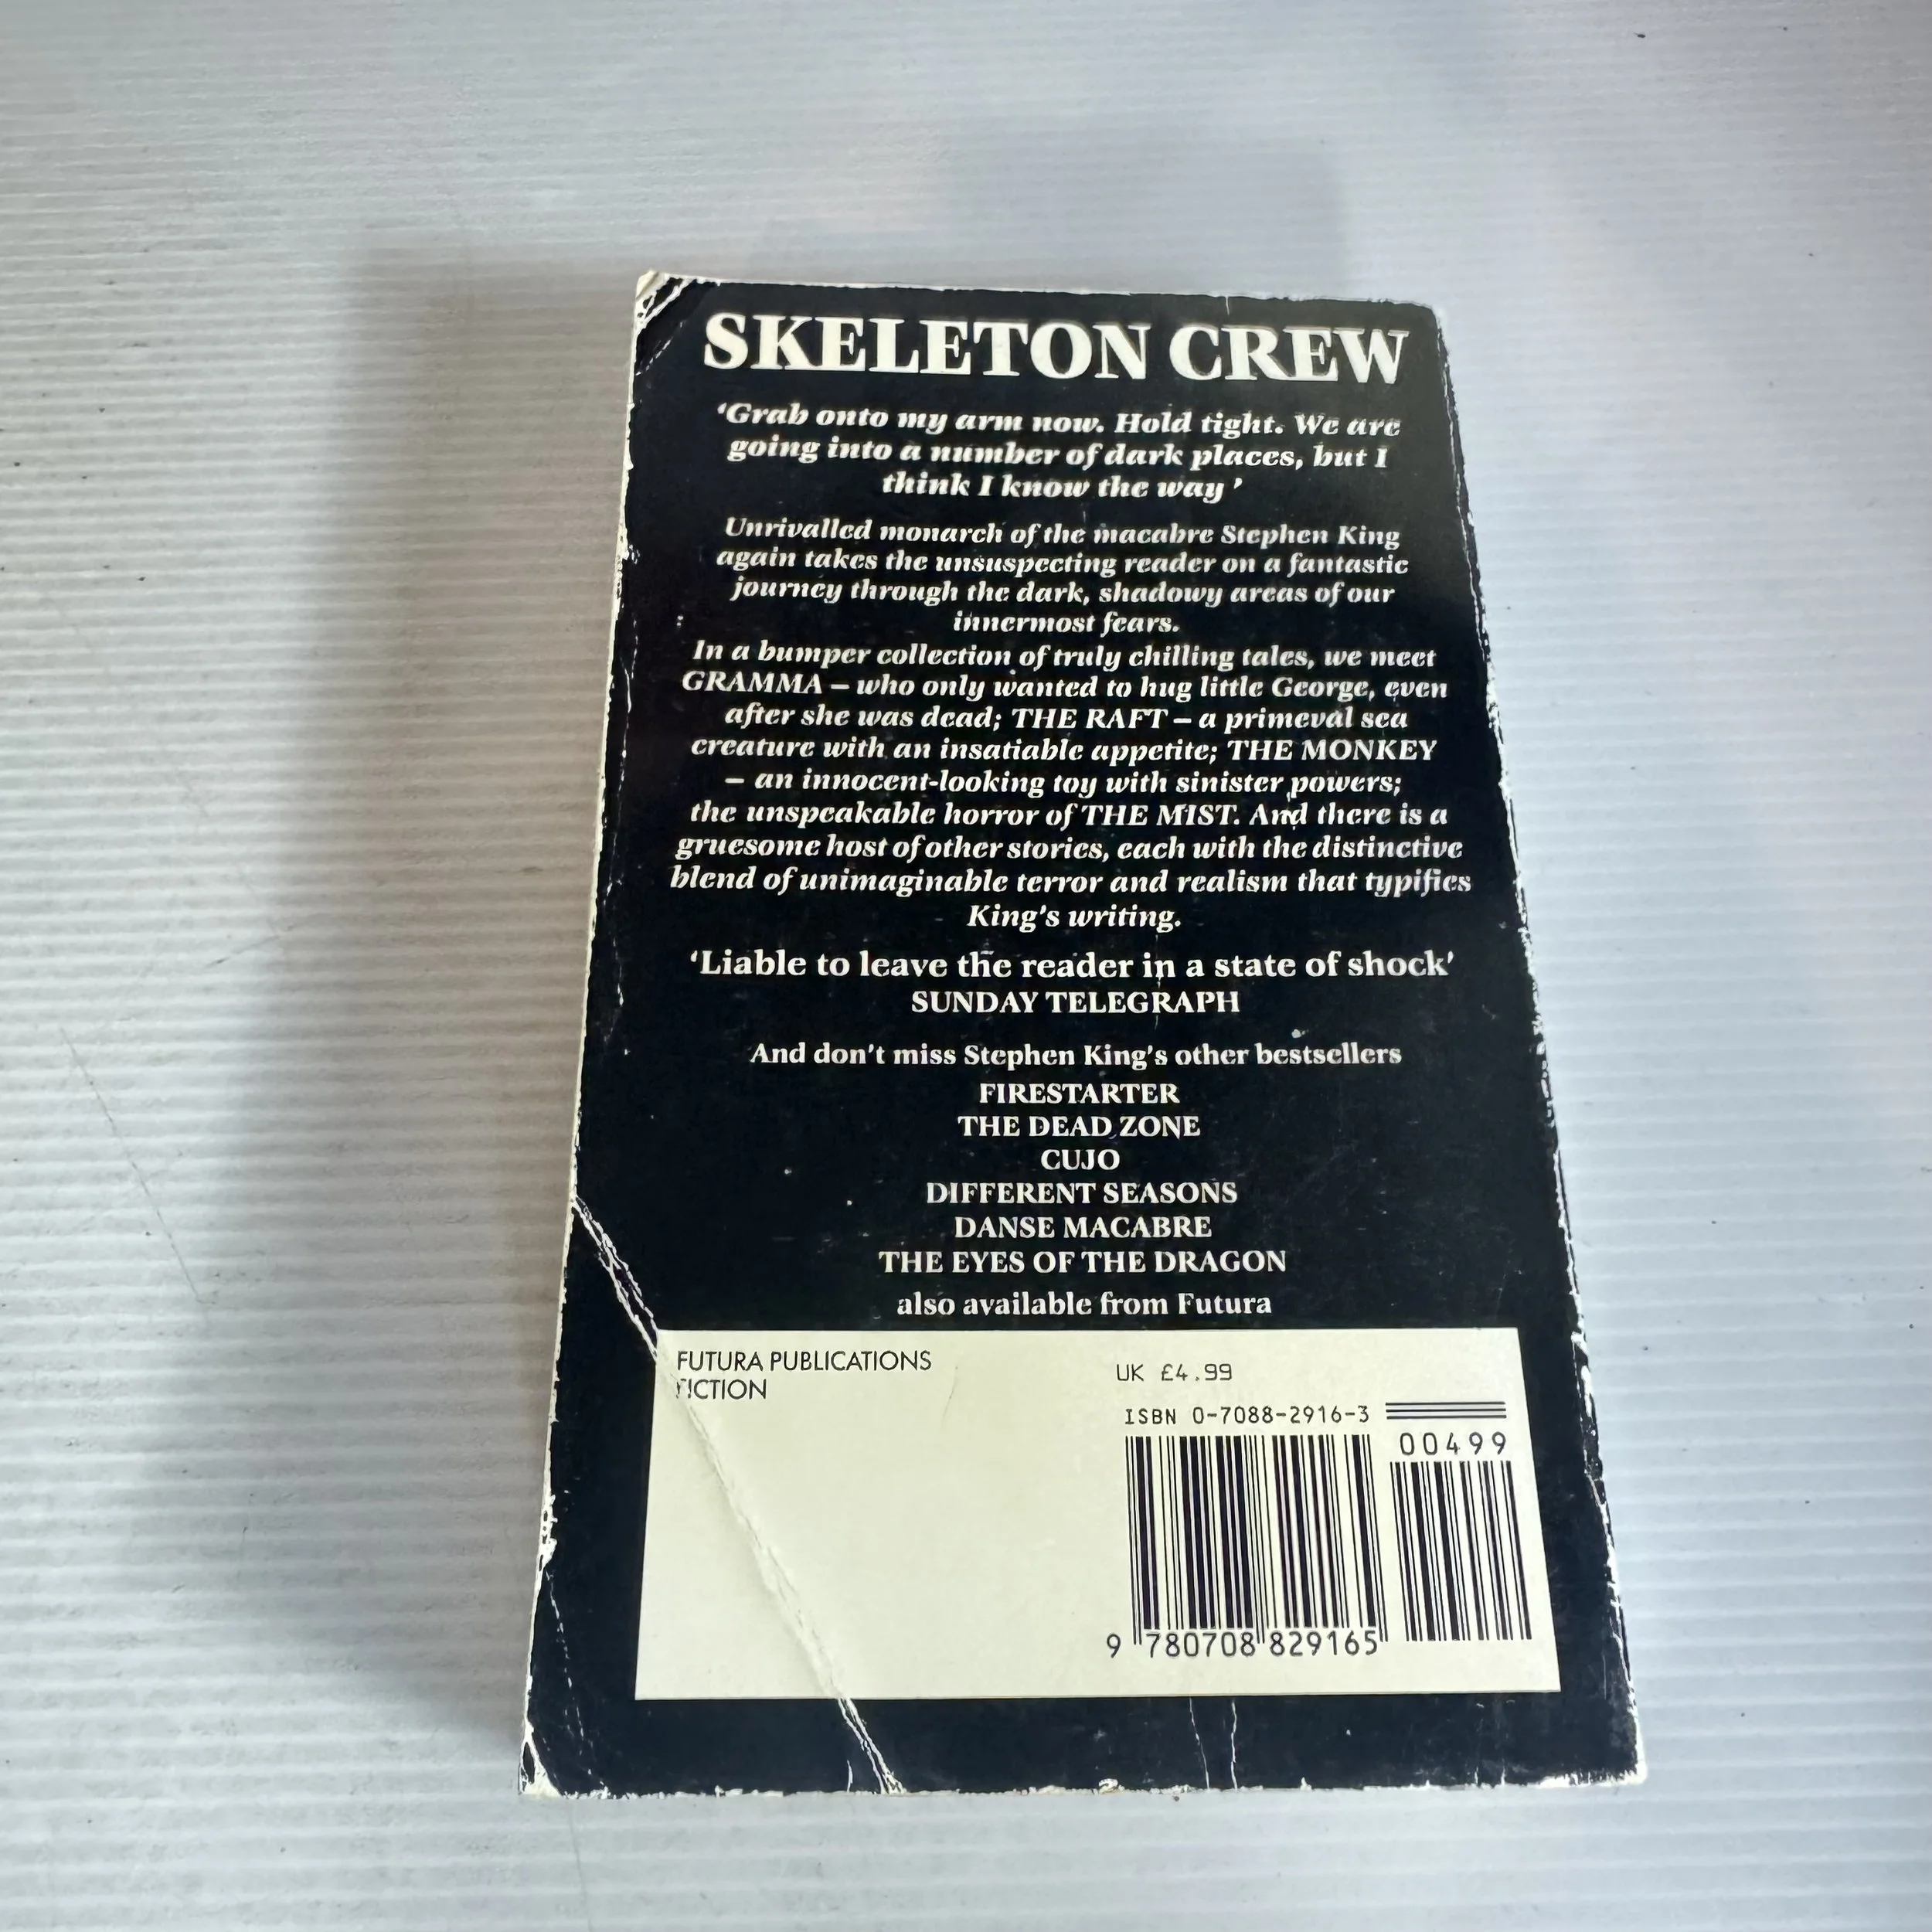 SKELETON CREW
‘Grab onto my arm now. Hold tight. We are
going into a number of dark places, but I
think I know the way’
Unrivalled monarch of the macabre Stephen King
again takes the unsuspecting reader on a fantastic
journey through the dark, shadowy areas of our
innermost fears.
In a bumper collection of truly chilling tales, we meet
GRAMMA – who only wanted to hug little George, even
after she was dead; THE RAFT – a primeval sea
creature with an insatiable appetite; THE MONKEY
– an innocent-looking toy with sinister powers;
the unspeakable horror of THE MIST. And there is a
gruesome host of other stories, each with the distinctive
blend of unimaginable terror and realism that typifies
King's writing.
‘Liable to leave the reader in a state of shock’
SUNDAY TELEGRAPH
And don't miss Stephen King's other bestsellers
FIRESTARTER
THE DEAD ZONE
CUJO
DIFFERENT SEASONS
DANSE MACABRE
THE EYES OF THE DRAGON
also available from Futura
FUTURA PUBLICATIONS
FICTION
UK £4.99
ISBN 0-7088-2916-3
00499
9 780708 829165